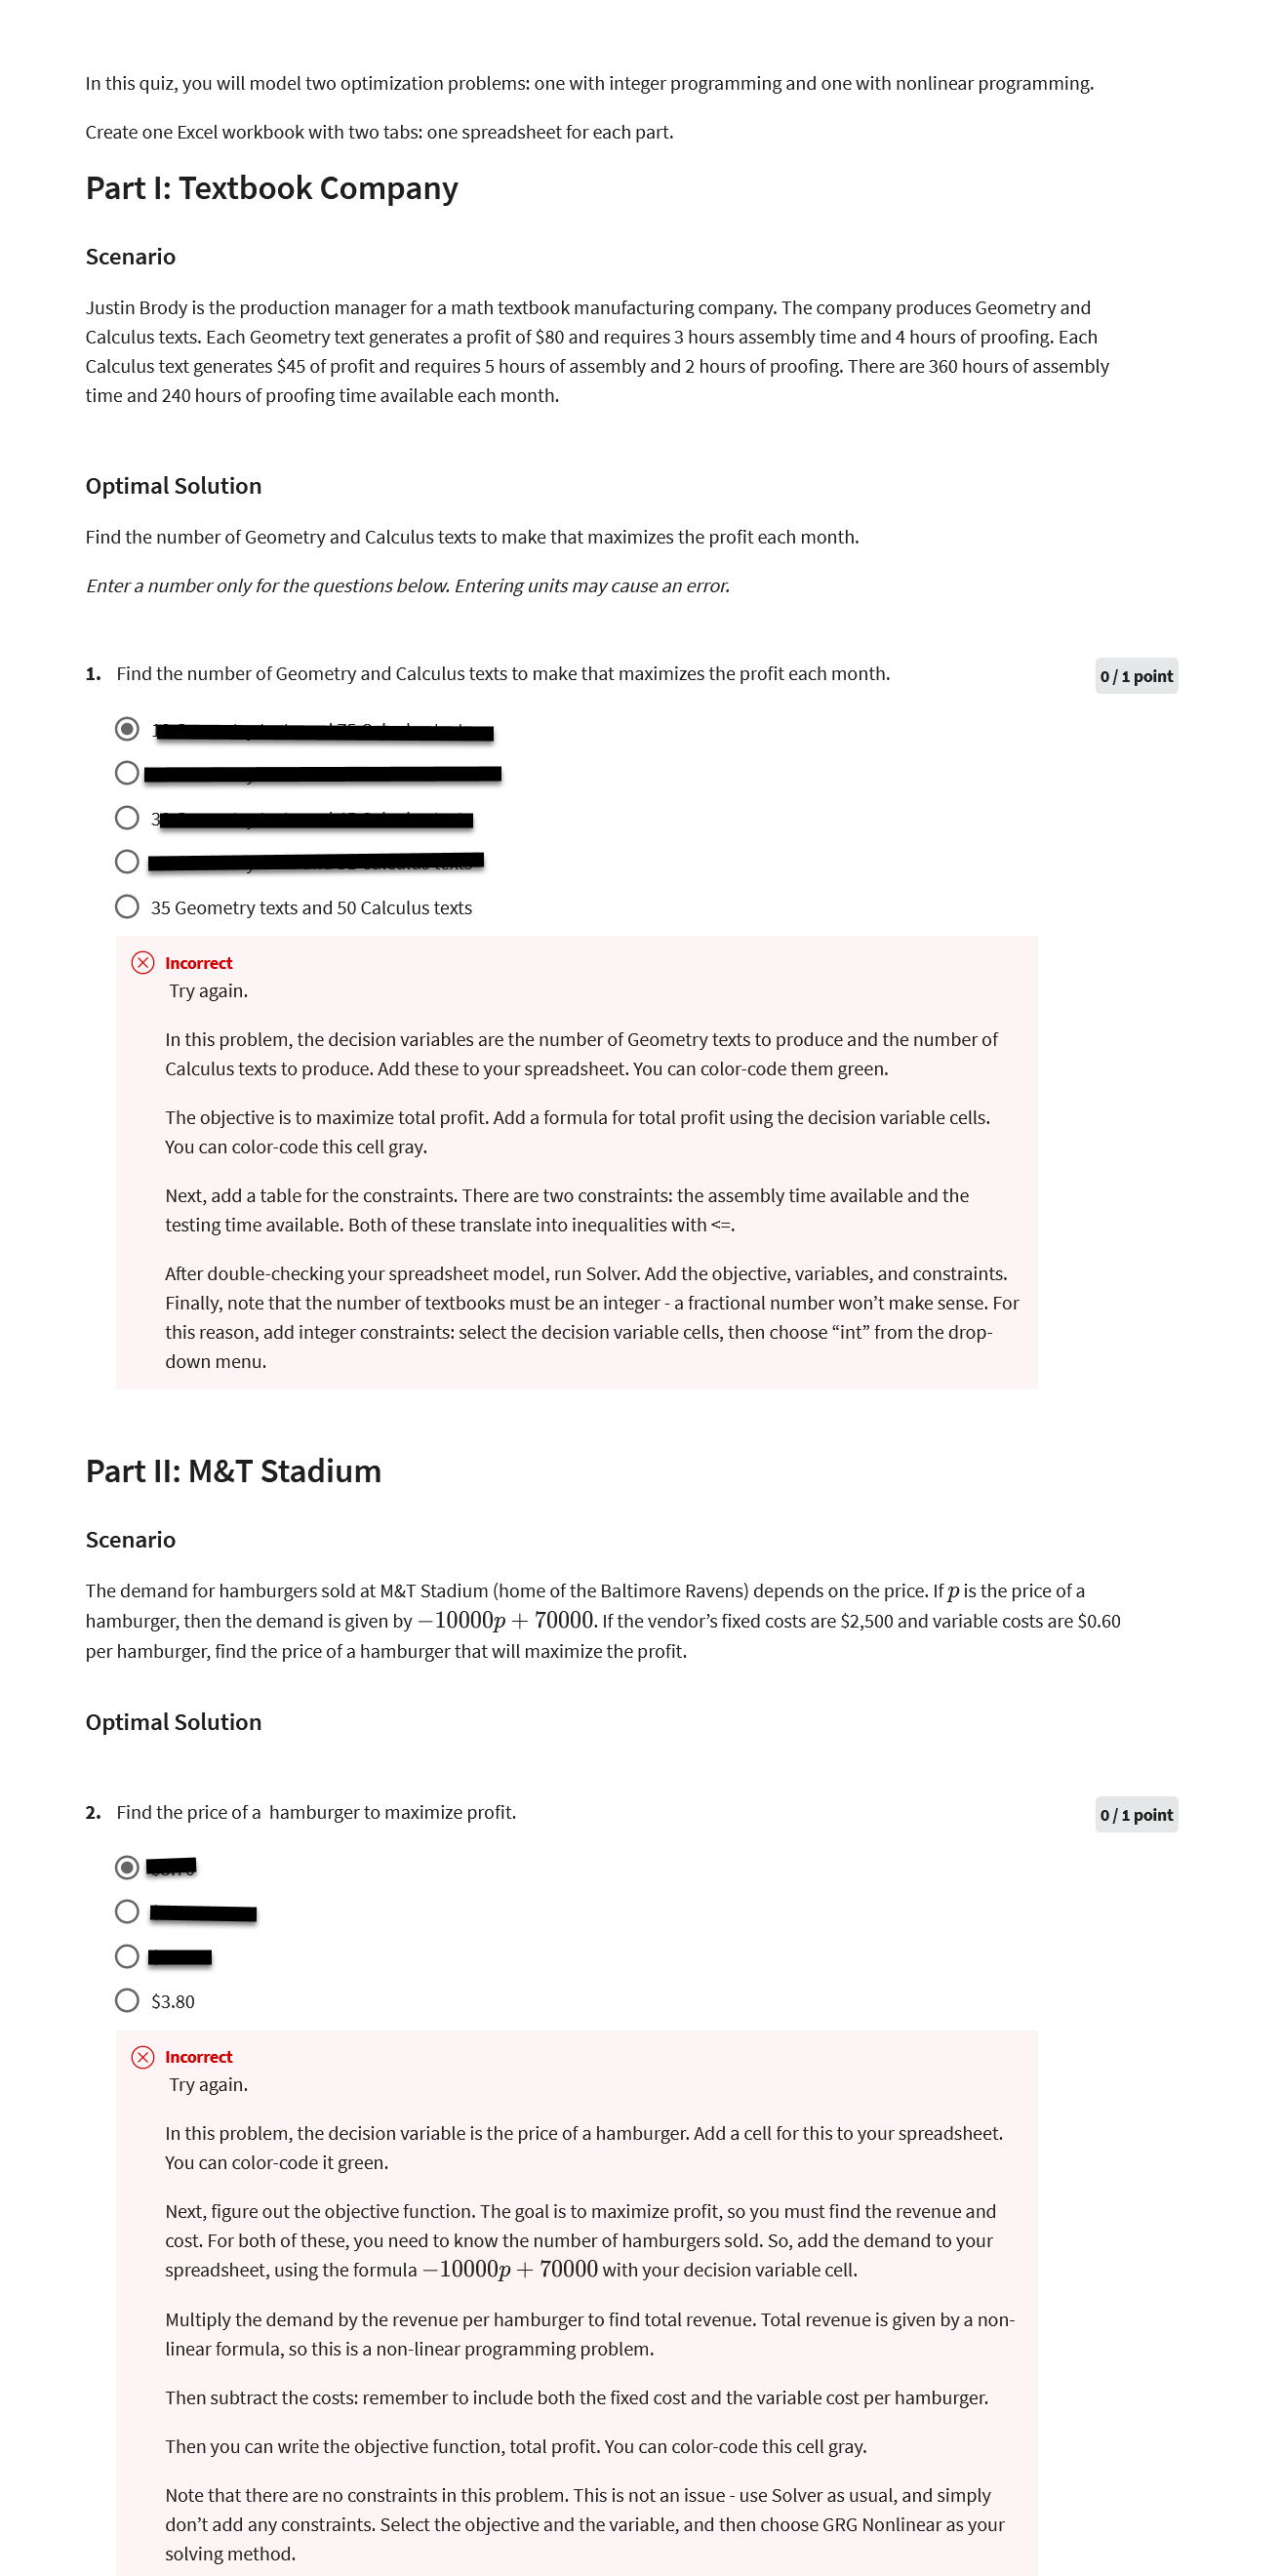 In this quiz, you will model two optimization problems: one with integer programming and one with nonlinear programming.
Create one Excel workbook with two tabs: one spreadsheet for each part.
Part I: Textbook Company
Scenario
Justin Brody is the production manager for a math textbook manufacturing company. The company produces Geometry and
Calculus texts. Each Geometry text generates a profit of $80 and requires 3 hours assembly time and 4 hours of proofing. Each
Calculus text generates $45 of profit and requires 5 hours of assembly and 2 hours of proofing. There are 360 hours of assembly
time and 240 hours of proofing time available each month.
Optimal Solution
Find the number of Geometry and Calculus texts to make that maximizes the profit each month.
Enter a number only for the questions below. Entering units may cause an error.
1. Find the number of Geometry and Calculus texts to make that maximizes the profit each month.
0 / 1 point
35 Geometry texts and 50 Calculus texts
Incorrect
Try again.
In this problem, the decision variables are the number of Geometry texts to produce and the number of
Calculus texts to produce. Add these to your spreadsheet. You can color-code them green.
The objective is to maximize total profit. Add a formula for total profit using the decision variable cells.
You can color-code this cell gray.
Next, add a table for the constraints. There are two constraints: the assembly time available and the
testing time available. Both of these translate into inequalities with <=.
After double-checking your spreadsheet model, run Solver. Add the objective, variables, and constraints.
Finally, note that the number of textbooks must be an integer - a fractional number won’t make sense. For
this reason, add integer constraints: select the decision variable cells, then choose “int” from the drop-
down menu.
Part II: M&T Stadium
Scenario
The demand for hamburgers sold at M&T Stadium (home of the Baltimore Ravens) depends on the price. If p is the price of a
hamburger, then the demand is given by −10000p + 70000. If the vendor’s fixed costs are $2,500 and variable costs are $0.60
per hamburger, find the price of a hamburger that will maximize the profit.
Optimal Solution
2. Find the price of a hamburger to maximize profit.
0 / 1 point
$3.80
Incorrect
Try again.
In this problem, the decision variable is the price of a hamburger. Add a cell for this to your spreadsheet.
You can color-code it green.
Next, figure out the objective function. The goal is to maximize profit, so you must find the revenue and
cost. For both of these, you need to know the number of hamburgers sold. So, add the demand to your
spreadsheet, using the formula −10000p + 70000 with your decision variable cell.
Multiply the demand by the revenue per hamburger to find total revenue. Total revenue is given by a non-
linear formula, so this is a non-linear programming problem.
Then subtract the costs: remember to include both the fixed cost and the variable cost per hamburger.
Then you can write the objective function, total profit. You can color-code this cell gray.
Note that there are no constraints in this problem. This is not an issue - use Solver as usual, and simply
don’t add any constraints. Select the objective and the variable, and then choose GRG Nonlinear as your
solving method.